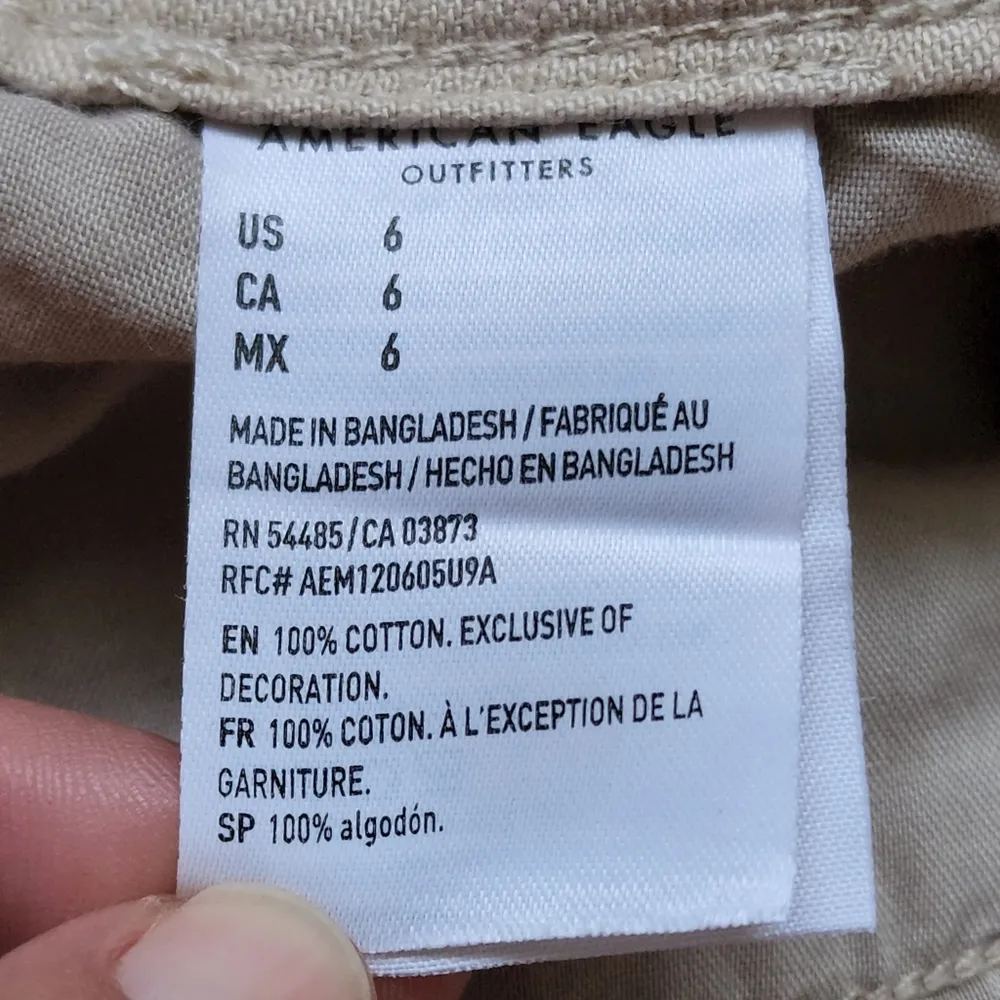 AMERICAN EAGLE
OUTFITTERS
US 6
CA 6
MX 6
MADE IN BANGLADESH / FABRIQUÉ AU
BANGLADESH / HECHO EN BANGLADESH
RN 54485/CA 03873
RFC# AEM120605U9A
EN 100% COTTON. EXCLUSIVE OF
DECORATION.
FR 100% COTON. À L'EXCEPTION DE LA
GARNITURE.
SP 100% algodón.